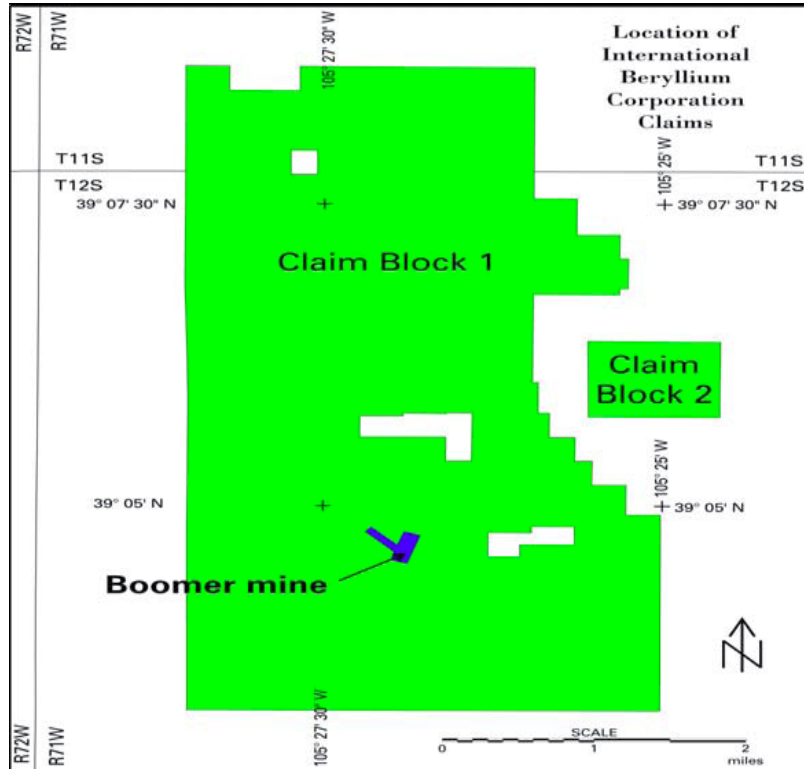 R72W
R71W
105° 27' 30" W
Location of
International
Beryllium
Corporation
Claims
T11S
T12S
105° 25' W
T11S
T12S
39° 07' 30" N
39° 07' 30" N
Claim Block 1
Claim
Block 2
105° 25' W
39° 05' N
39° 05' N
Boomer mine
105° 27' 30" W
N
R72W
R71W
SCALE
0 1 2
miles